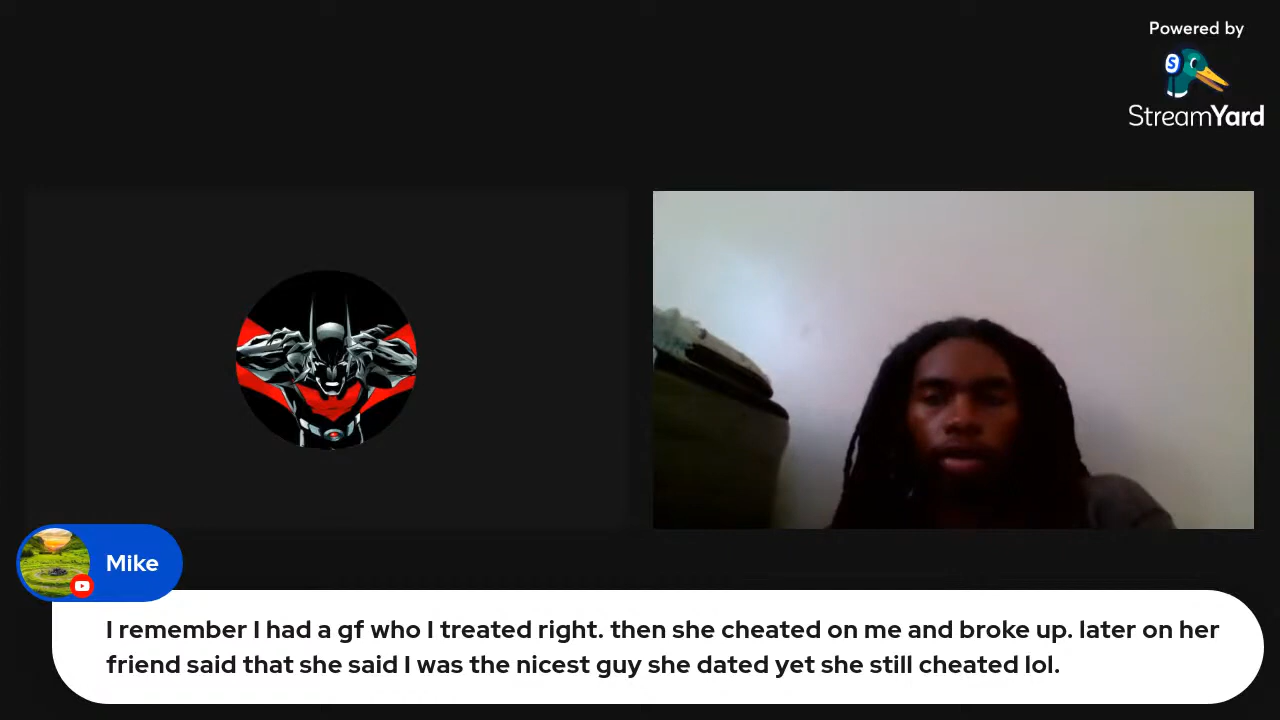 Powered by
StreamYard
Mike
I remember I had a gf who I treated right. then she cheated on me and broke up. later on her
friend said that she said I was the nicest guy she dated yet she still cheated lol.